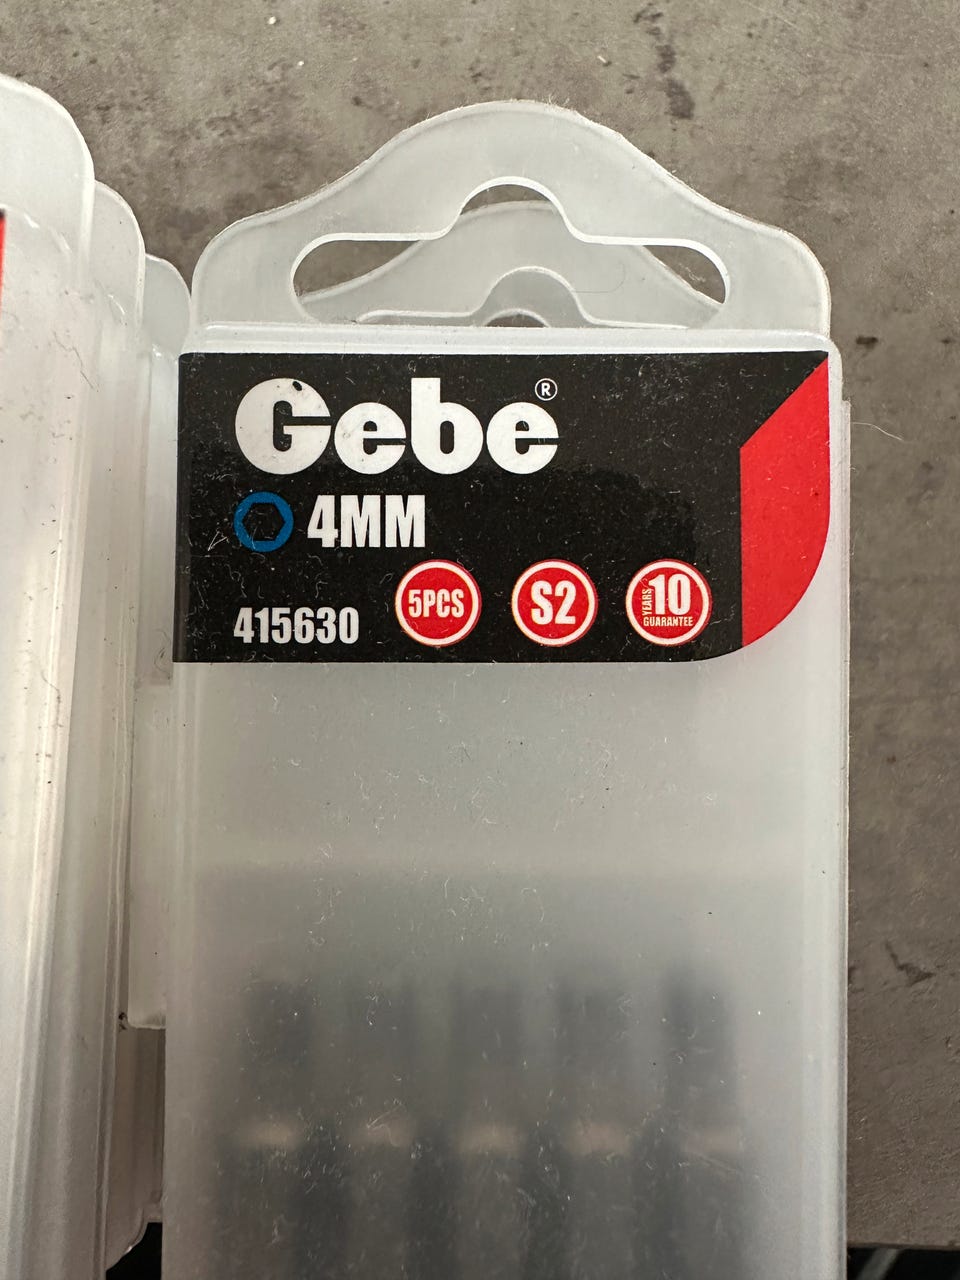 Gebe®
4MM
415630
5PCS
S2
10
YEARS
GUARANTEE